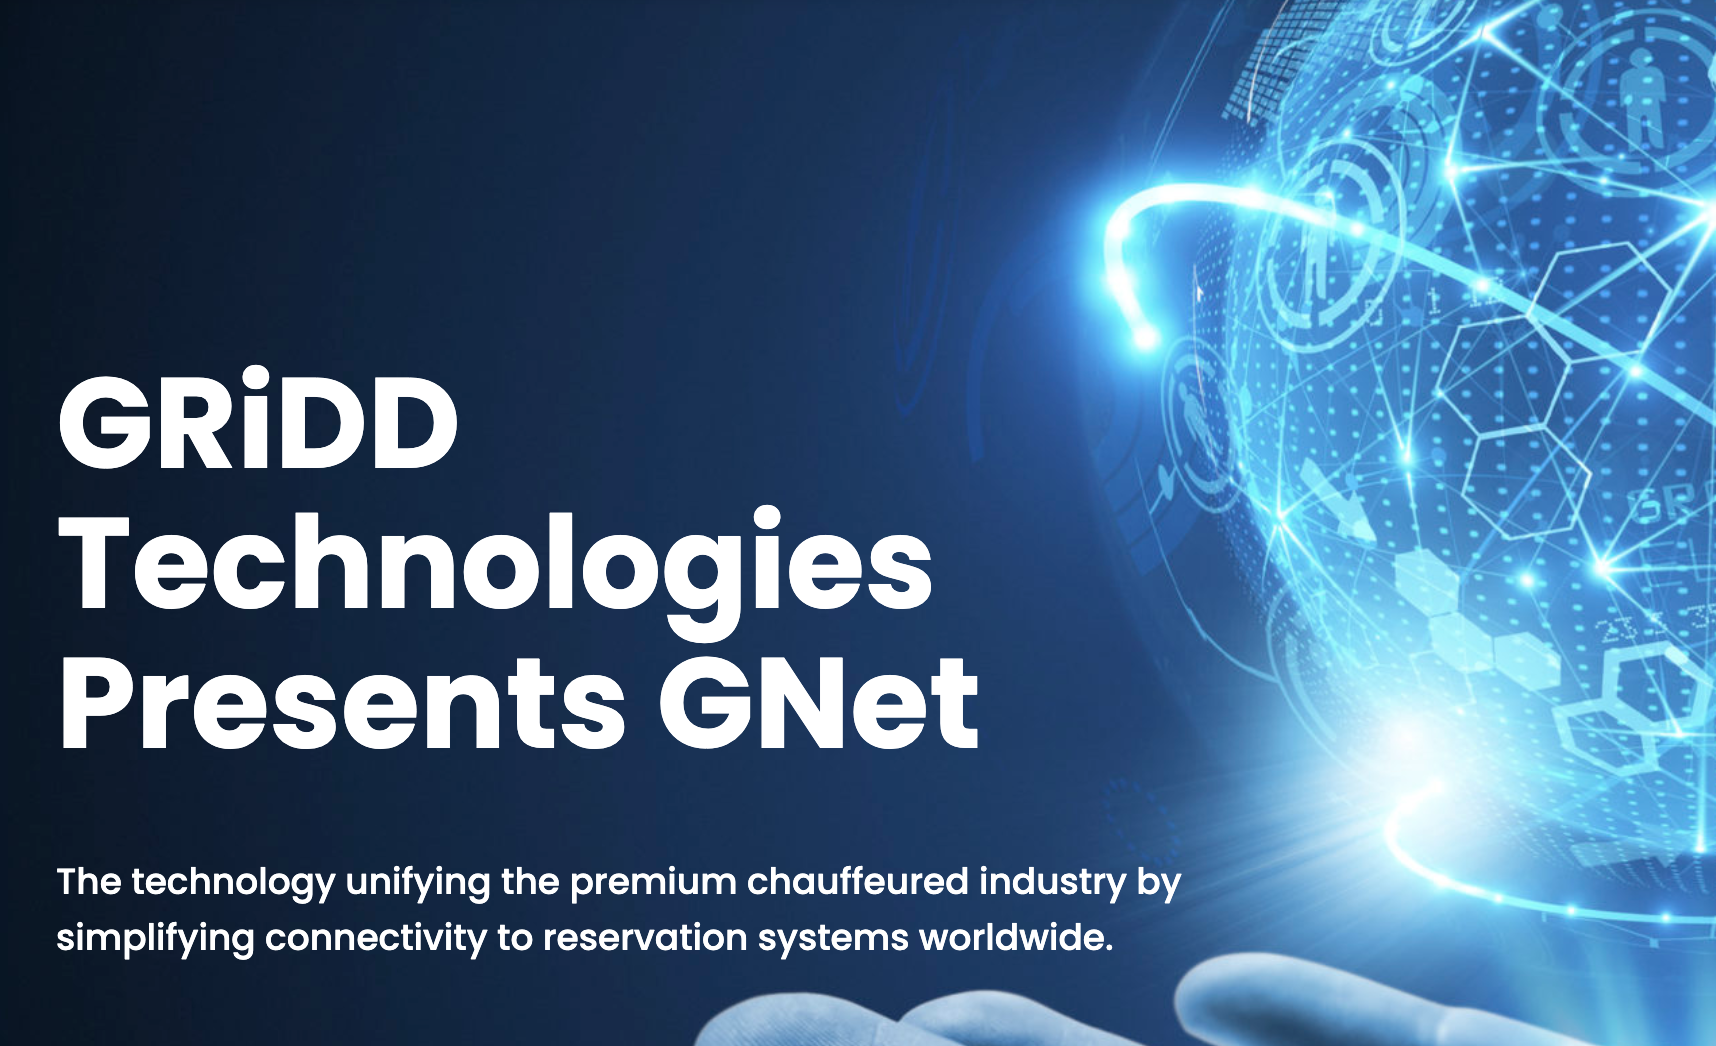 GRiDD
Technologies
Presents GNet
The technology unifying the premium chauffeured industry by
simplifying connectivity to reservation systems worldwide.